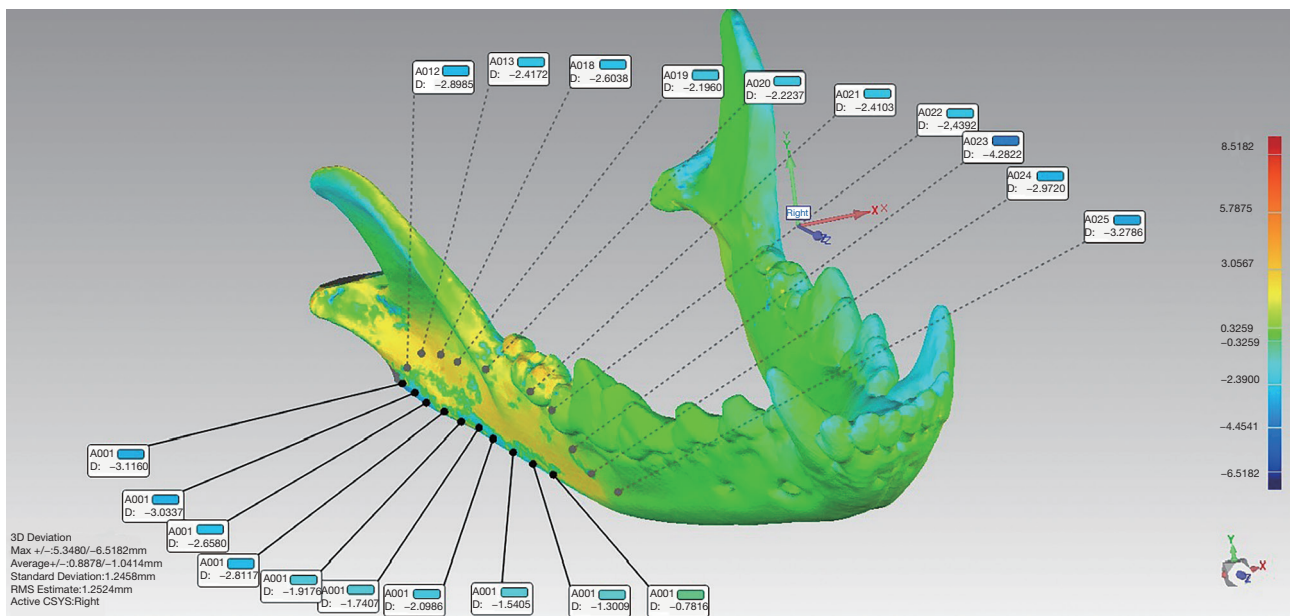 A012
D: -2.8985
A013
D: -2.4172
A018
D: -2.6038
A019
D: -2.1960
A020
D: -2.2237
A021
D: -2.4103
A022
D: -2,4392
A023
D: -4.2822
A024
D: -2.9720
A025
D: -3.2786
Y
Y
Right
X X
Z Z
8.5182
5.7875
3.0567
0.3259
-0.3259
-2.3900
-4.4541
-6.5182
A001
D: -3.1160
A001
D: -3.0337
A001
D: -2.6580
A001
D: -2.8117
A001
D: -1.9176
A001
D: -1.7407
A001
D: -2.0986
A001
D: -1.5405
A001
D: -1.3009
A001
D: -0.7816
3D Deviation
Max +/-:5.3480/-6.5182mm
Average+/-:0.8878/-1.0414mm
Standard Deviation:1.2458mm
RMS Estimate:1.2524mm
Active CSYS:Right
Y
X
Z